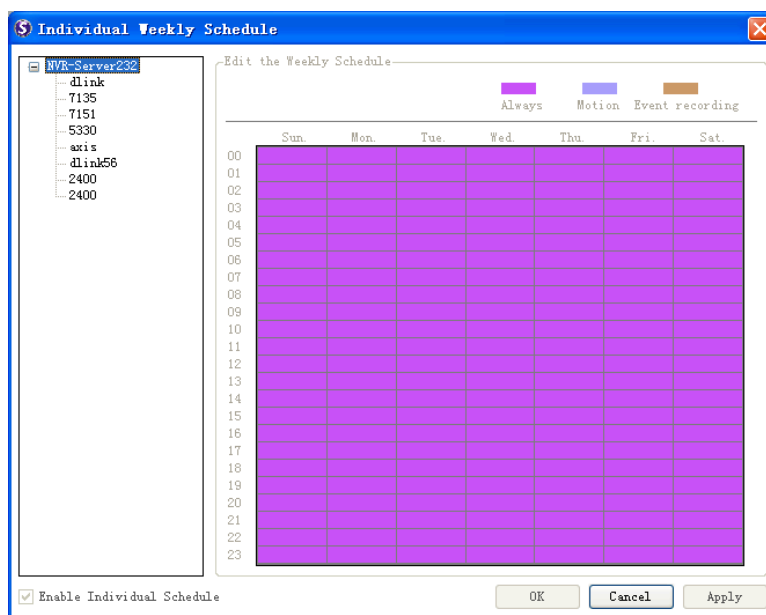 Individual Weekly Schedule
NVR-Server232
dlink
7135
7151
5330
axis
dlink56
2400
2400
Edit the Weekly Schedule
Always Motion Event recording
Sun. Mon. Tue. Wed. Thu. Fri. Sat.
00
01
02
03
04
05
06
07
08
09
10
11
12
13
14
15
16
17
18
19
20
21
22
23
Enable Individual Schedule
OK Cancel Apply